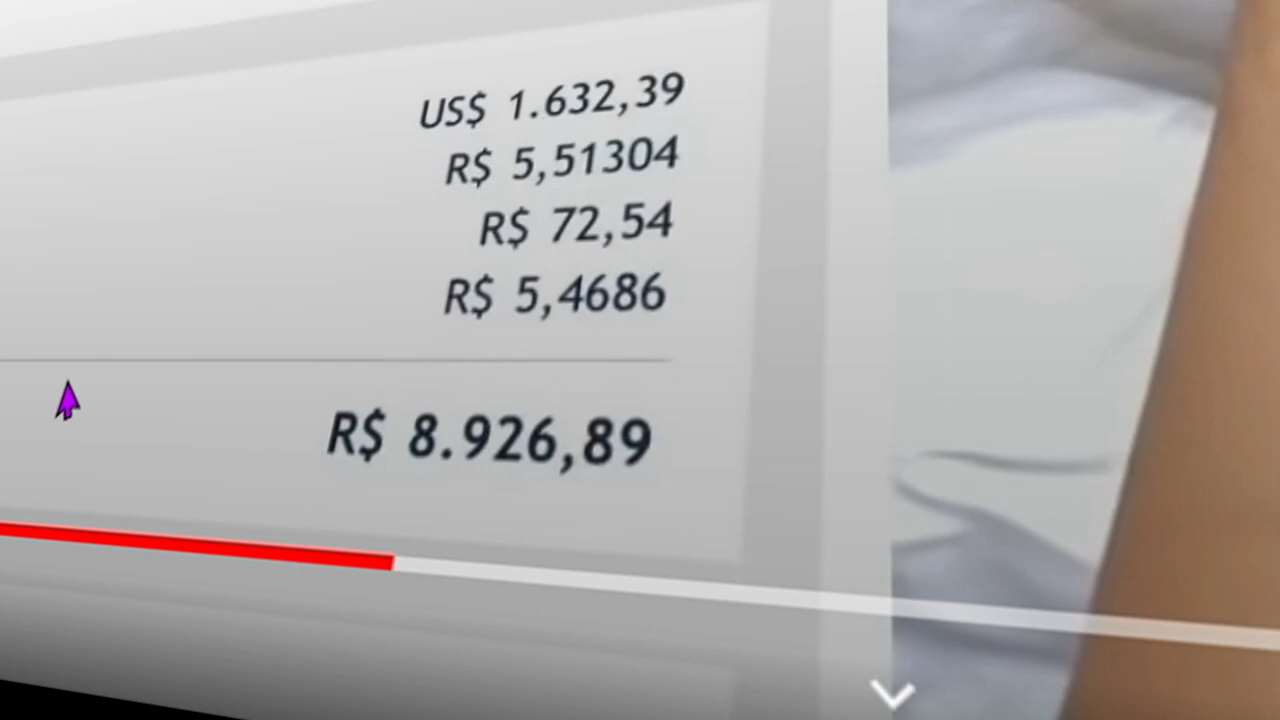 US$ 1.632,39
R$ 5,51304
R$ 72,54
R$ 5,4686
R$ 8.926,89